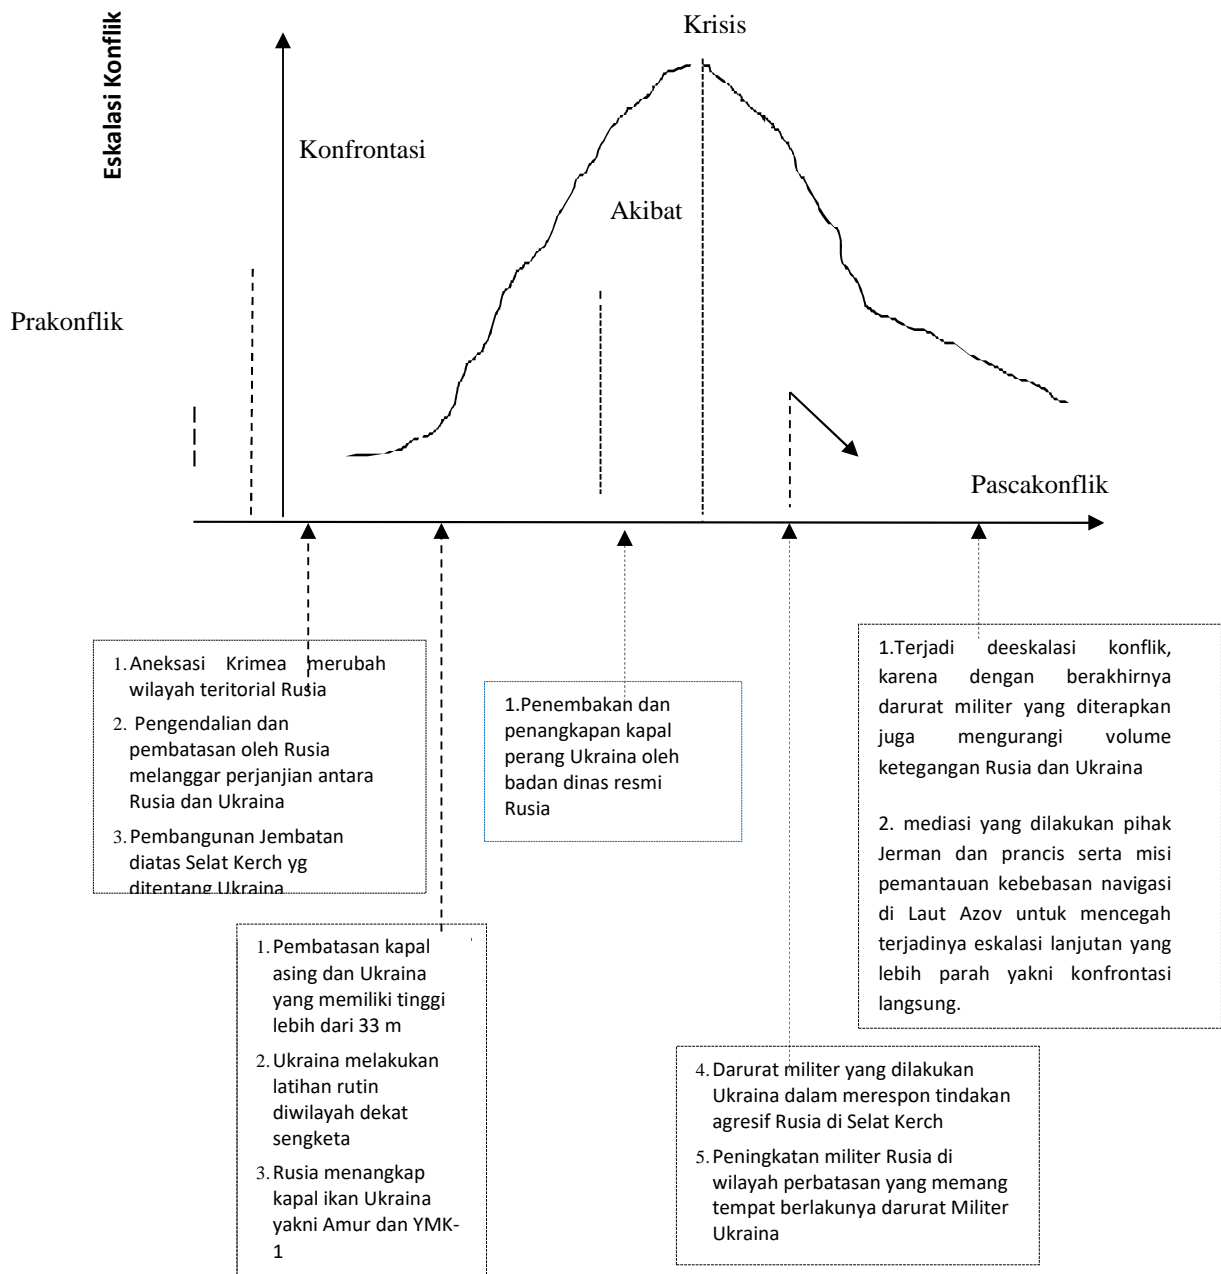 Eskalasi Konflik
Krisis
Konfrontasi
Akibat
Prakonflik
Pascakonflik
1. Aneksasi Krimea merubah
wilayah teritorial Rusia
2. Pengendalian dan
pembatasan oleh Rusia
melanggar perjanjian antara
Rusia dan Ukraina
3. Pembangunan Jembatan
diatas Selat Kerch yg
ditentang Ukraina
1. Pembatasan kapal
asing dan Ukraina
yang memiliki tinggi
lebih dari 33 m
2. Ukraina melakukan
latihan rutin
diwilayah dekat
sengketa
3. Rusia menangkap
kapal ikan Ukraina
yakni Amur dan YMK-
1
1.Penembakan dan
penangkapan kapal
perang Ukraina oleh
badan dinas resmi
Rusia
4. Darurat militer yang dilakukan
Ukraina dalam merespon tindakan
agresif Rusia di Selat Kerch
5. Peningkatan militer Rusia di
wilayah perbatasan yang memang
tempat berlakunya darurat Militer
Ukraina
1.Terjadi deeskalasi konflik,
karena dengan berakhirnya
darurat militer yang diterapkan
juga mengurangi volume
ketegangan Rusia dan Ukraina
2. mediasi yang dilakukan pihak
Jerman dan prancis serta misi
pemantauan kebebasan navigasi
di Laut Azov untuk mencegah
terjadinya eskalasi lanjutan yang
lebih parah yakni konfrontasi
langsung.